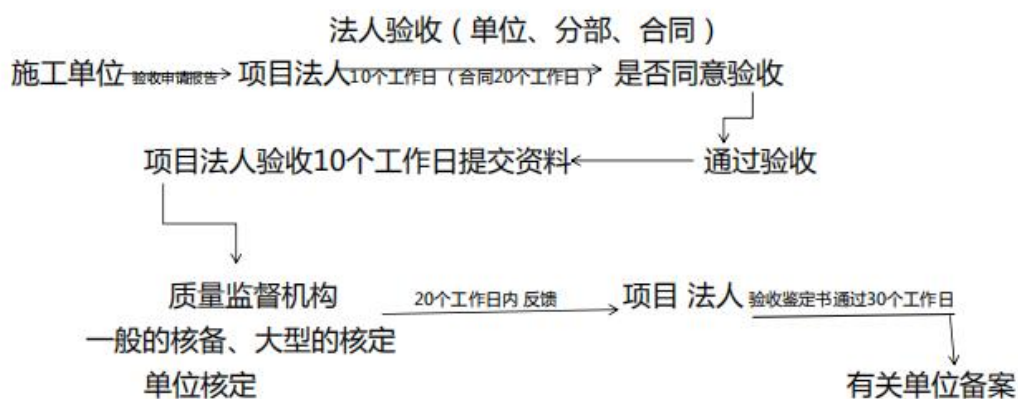 法人验收（单位、分部、合同）
施工单位 验收申请报告 项目法人 10个工作日（合同20个工作日） 是否同意验收
项目法人验收10个工作日提交资料 通过验收
质量监督机构 20个工作日内 反馈 项目 法人 验收鉴定书通过30个工作日
一般的核备、大型的核定
单位核定 有关单位备案